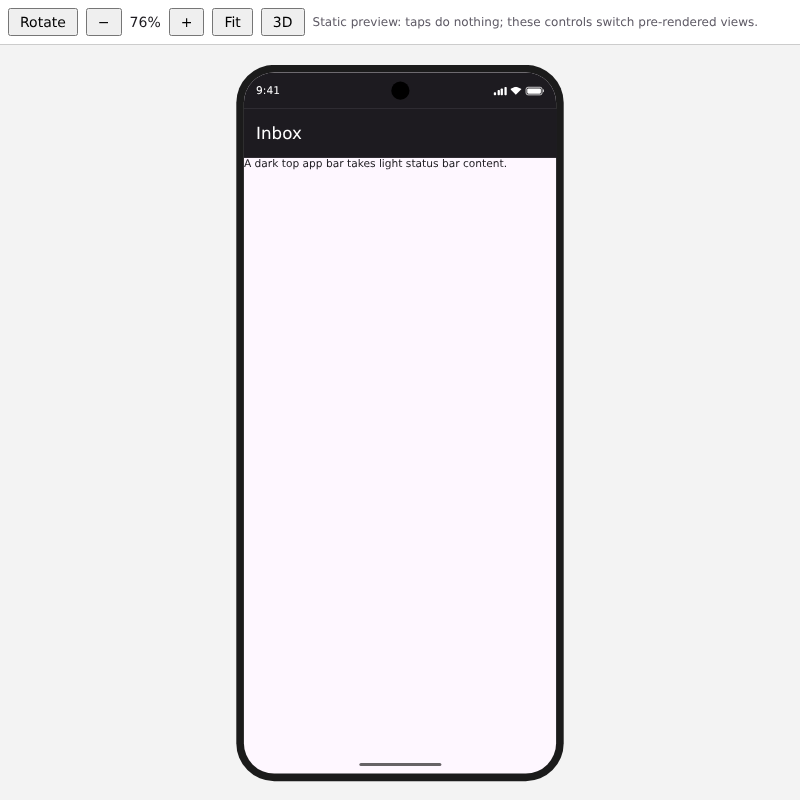 Rotate − 76% + Fit 3D Static preview: taps do nothing; these controls switch pre-rendered views.
9:41
Inbox
A dark top app bar takes light status bar content.